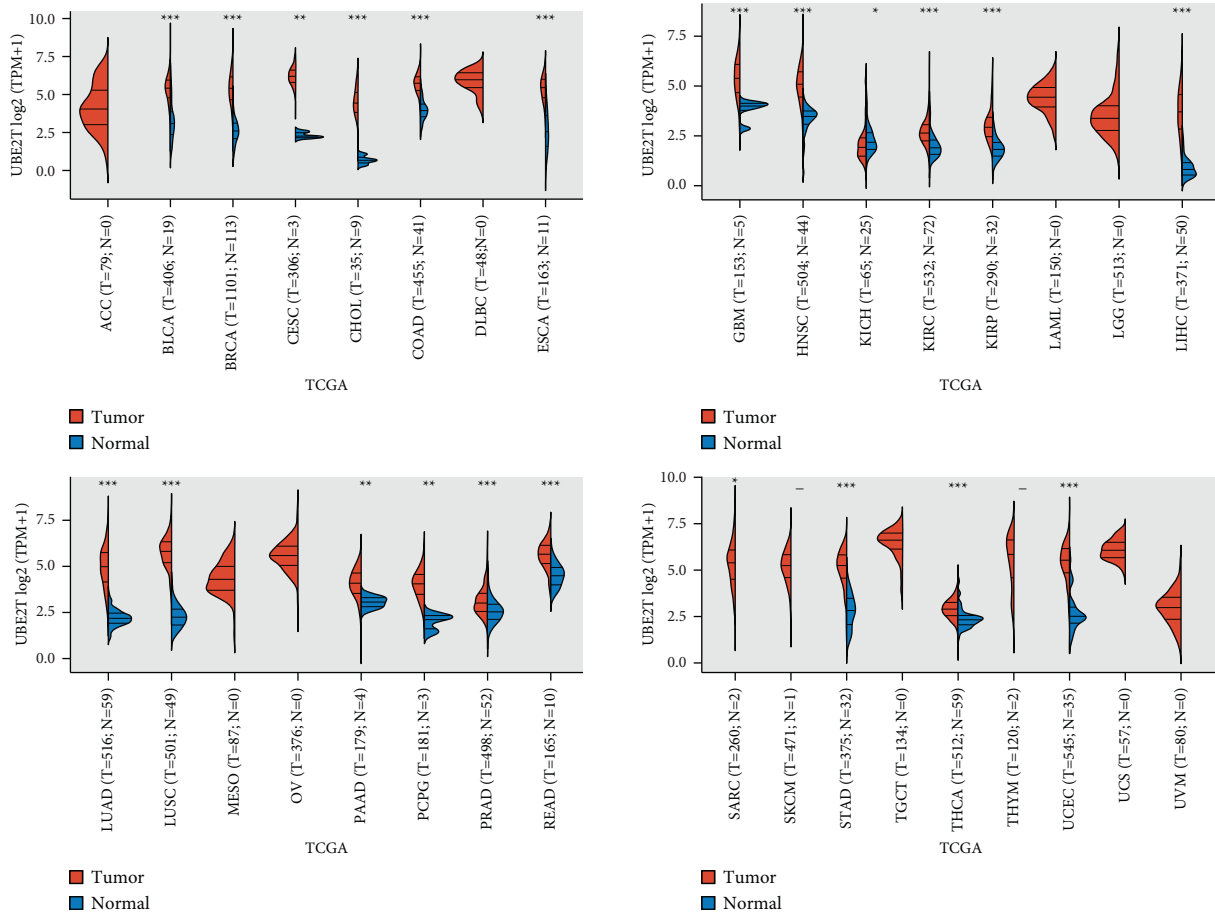 UBE2T log2 (TPM+1)
10.0
7.5
5.0
2.5
0.0
*** *** ** *** *** ***
ACC (T=79; N=0)
BLCA (T=406; N=19)
BRCA (T=1101; N=113)
CESC (T=306; N=3)
CHOL (T=35; N=9)
COAD (T=455; N=41)
DLBC (T=48;N=0)
ESCA (T=163; N=11)
TCGA
Tumor
Normal
UBE2T log2 (TPM+1)
7.5
5.0
2.5
0.0
*** *** * *** *** ***
GBM (T=153; N=5)
HNSC (T=504; N=44)
KICH (T=65; N=25)
KIRC (T=532; N=72)
KIRP (T=290; N=32)
LAML (T=150; N=0)
LGG (T=513; N=0)
LIHC (T=371; N=50)
TCGA
Tumor
Normal
UBE2T log2 (TPM+1)
7.5
5.0
2.5
0.0
*** *** ** ** *** ***
LUAD (T=516; N=59)
LUSC (T=501; N=49)
MESO (T=87; N=0)
OV (T=376; N=0)
PAAD (T=179; N=4)
PCPG (T=181; N=3)
PRAD (T=498; N=52)
READ (T=165; N=10)
TCGA
Tumor
Normal
UBE2T log2 (TPM+1)
10.0
7.5
5.0
2.5
0.0
* – *** *** – ***
SARC (T=260; N=2)
SKCM (T=471; N=1)
STAD (T=375; N=32)
TGCT (T=134; N=0)
THCA (T=512; N=59)
THYM (T=120; N=2)
UCEC (T=545; N=35)
UCS (T=57; N=0)
UVM (T=80; N=0)
TCGA
Tumor
Normal